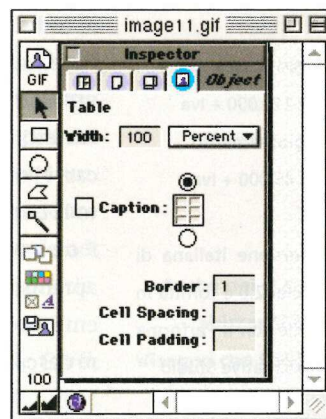 image11.gif
Inspector
GIF
Object
Table
Width: 100 Percent
Caption:
Border: 1
Cell Spacing:
Cell Padding:
100